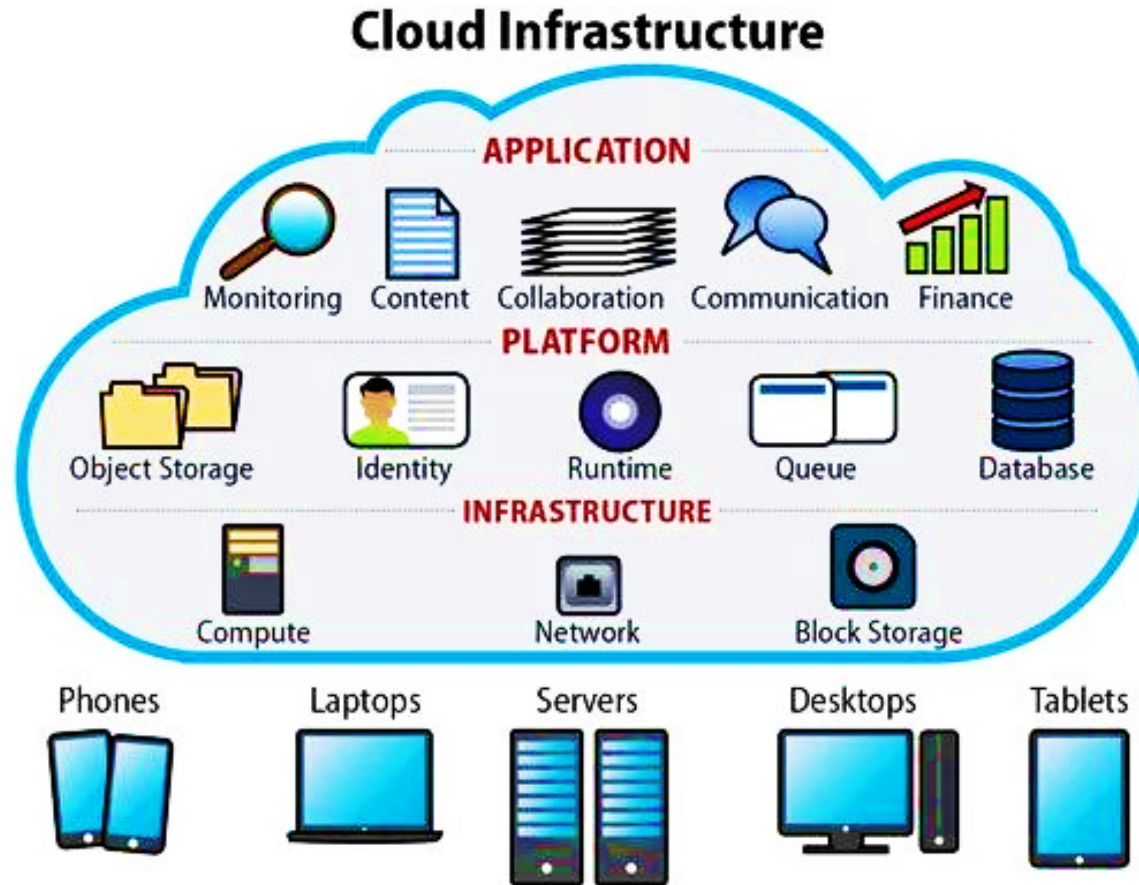 Cloud Infrastructure
APPLICATION
Monitoring Content Collaboration Communication Finance
PLATFORM
Object Storage Identity Runtime Queue Database
INFRASTRUCTURE
Compute Network Block Storage
Phones Laptops Servers Desktops Tablets